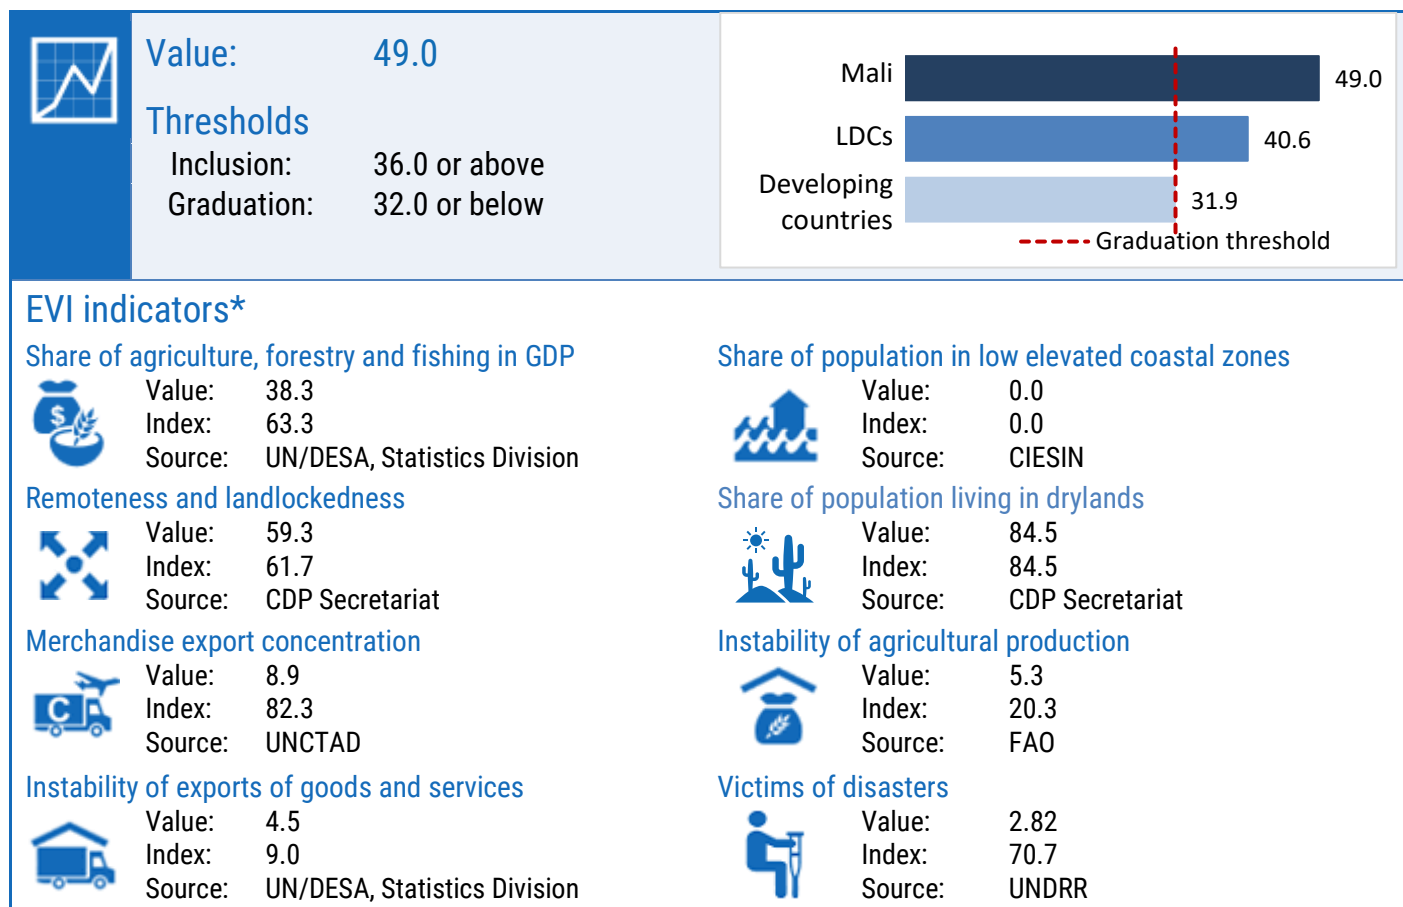 Value: 49.0
Thresholds
Inclusion: 36.0 or above
Graduation: 32.0 or below
Mali 49.0
LDCs 40.6
Developing
countries 31.9
Graduation threshold
EVI indicators*
Share of agriculture, forestry and fishing in GDP
Value: 38.3
Index: 63.3
Source: UN/DESA, Statistics Division
Share of population in low elevated coastal zones
Value: 0.0
Index: 0.0
Source: CIESIN
Remoteness and landlockedness
Value: 59.3
Index: 61.7
Source: CDP Secretariat
Share of population living in drylands
Value: 84.5
Index: 84.5
Source: CDP Secretariat
Merchandise export concentration
C
Value: 8.9
Index: 82.3
Source: UNCTAD
Instability of agricultural production
Value: 5.3
Index: 20.3
Source: FAO
Instability of exports of goods and services
Value: 4.5
Index: 9.0
Source: UN/DESA, Statistics Division
Victims of disasters
Value: 2.82
Index: 70.7
Source: UNDRR